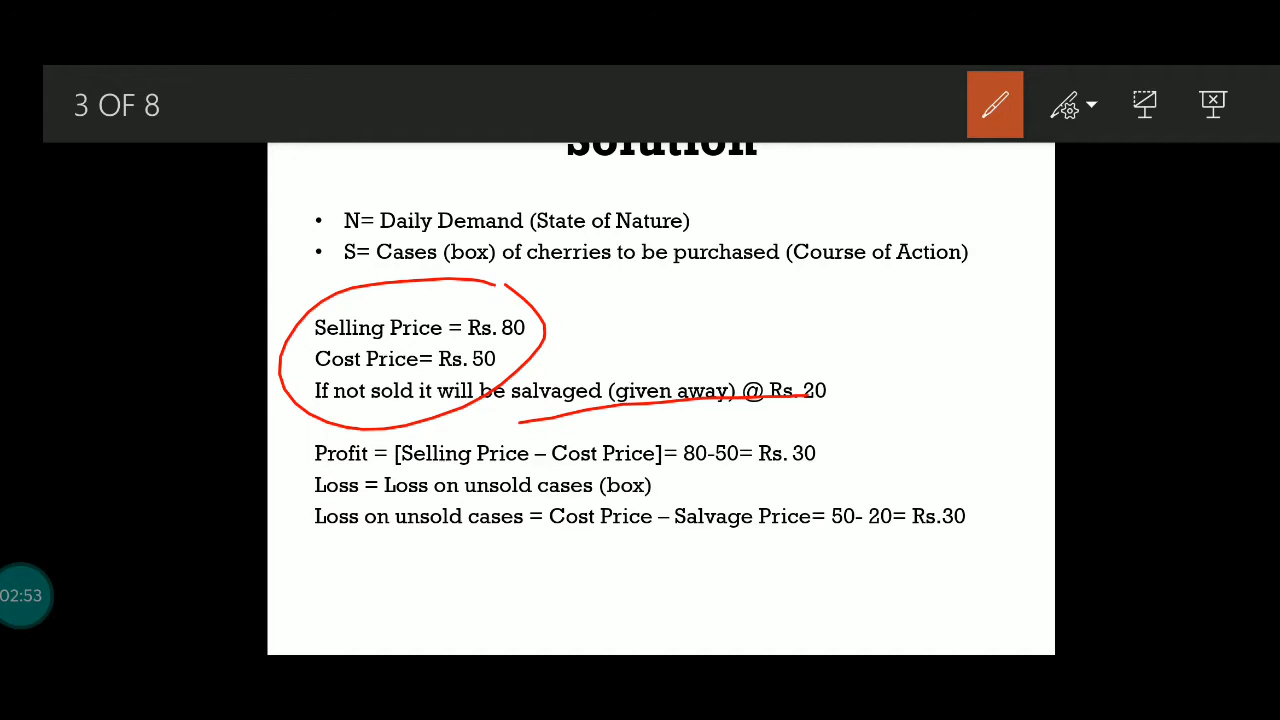 3 OF 8
solution
• N= Daily Demand (State of Nature)
• S= Cases (box) of cherries to be purchased (Course of Action)
Selling Price = Rs. 80
Cost Price= Rs. 50
If not sold it will be salvaged (given away) @ Rs. 20
Profit = [Selling Price – Cost Price]= 80-50= Rs. 30
Loss = Loss on unsold cases (box)
Loss on unsold cases = Cost Price – Salvage Price= 50- 20= Rs.30
02:53